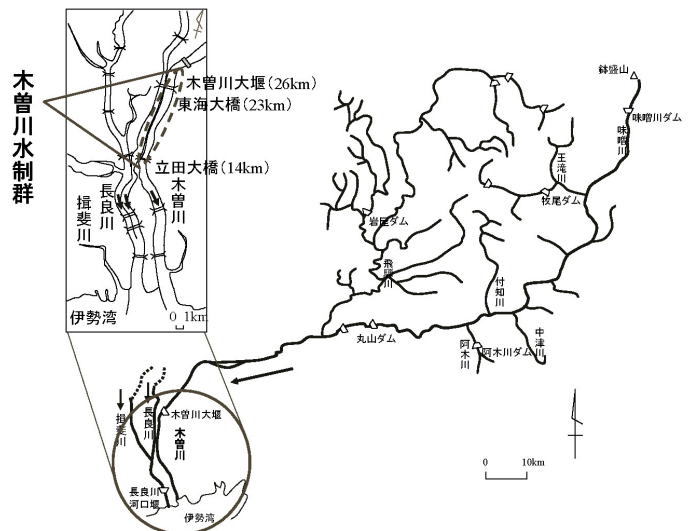 木曽川水制群
木曽川大堰(26km)
東海大橋(23km)
立田大橋(14km)
木曽川
長良川
揖斐川
伊勢湾
0 1km
鉢盛山
味噌川ダム
味噌川
王滝川
牧尾ダム
岩屋ダム
飛騨川
付知川
丸山ダム
阿木川
阿木川ダム
中津川
揖斐川
長良川
木曽川大堰
木曽川
長良川
河口堰
伊勢湾
0 10km